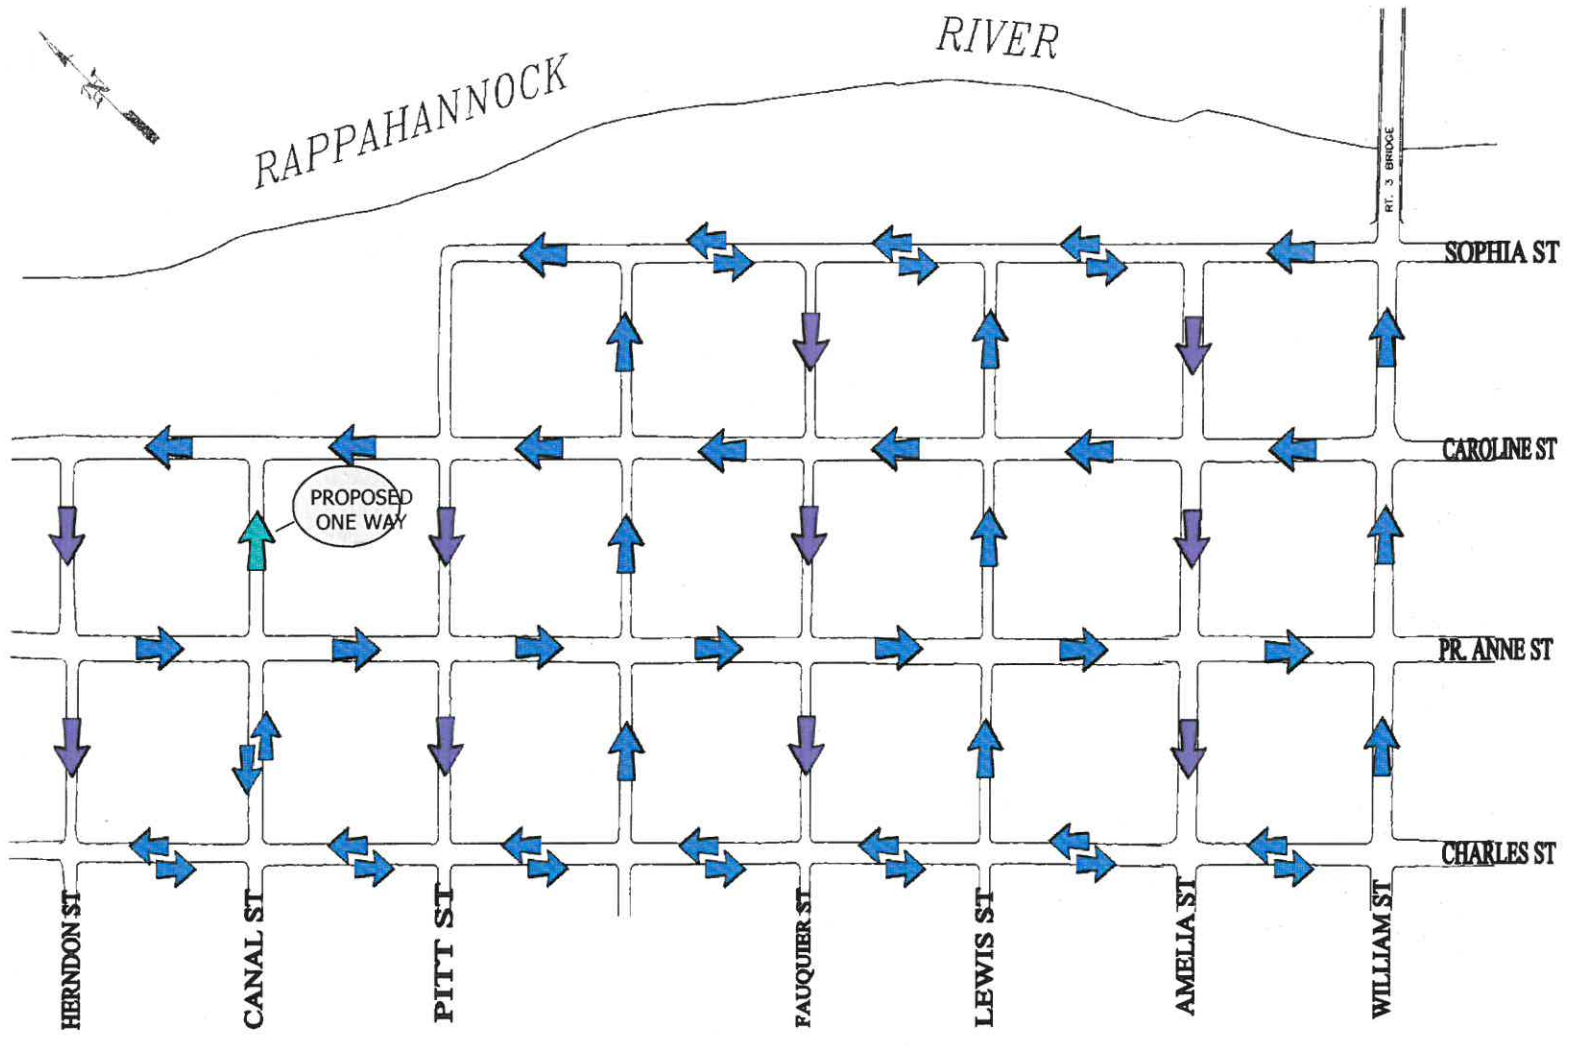 RIVER
RAPPAHANNOCK
RT. 3 BRIDGE
SOPHIA ST
CAROLINE ST
PROPOSED
ONE WAY
PR. ANNE ST
CHARLES ST
HERNDON ST
CANAL ST
PITT ST
FAUQUIER ST
LEWIS ST
AMELIA ST
WILLIAM ST